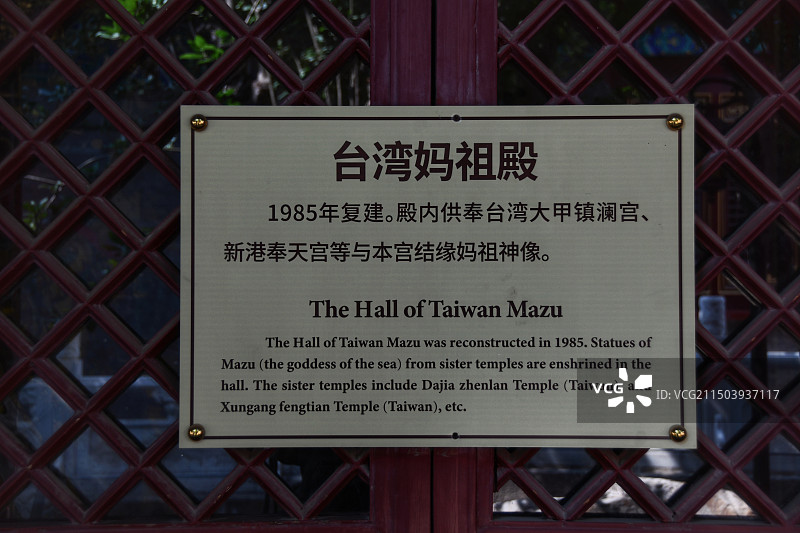 台湾妈祖殿
1985年复建。殿内供奉台湾大甲镇澜宫、
新港奉天宫等与本宫结缘妈祖神像。
The Hall of Taiwan Mazu
The Hall of Taiwan Mazu was reconstructed in 1985. Statues of
Mazu (the goddess of the sea) from sister temples are enshrined in the
hall. The sister temples include Dajia zhenlan Temple (Taiwan) and
Xungang fengtian Temple (Taiwan), etc.
VCG
ID: VCG211503937117